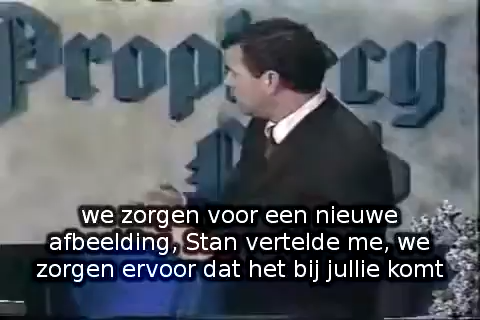 Prophecy
we zorgen voor een nieuwe
afbeelding, Stan vertelde me, we
zorgen ervoor dat het bij jullie komt